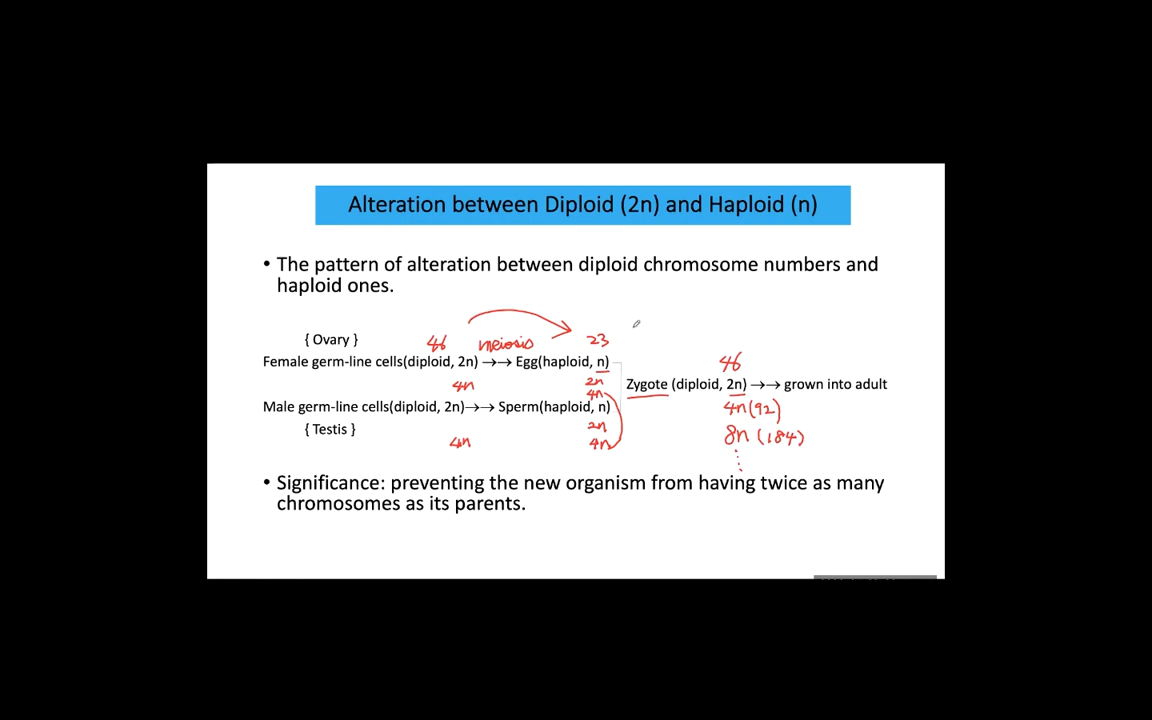 Alteration between Diploid (2n) and Haploid (n)
• The pattern of alteration between diploid chromosome numbers and
haploid ones.
{ Ovary }
46 meiosis 23
Female germ-line cells(diploid, 2n) →→ Egg(haploid, n)
46
4n 2n
Zygote (diploid, 2n) →→ grown into adult
4n
Male germ-line cells(diploid, 2n)→→ Sperm(haploid, n)
4n (92)
{ Testis }
2n
8n (184)
4n 4n
• Significance: preventing the new organism from having twice as many
chromosomes as its parents.